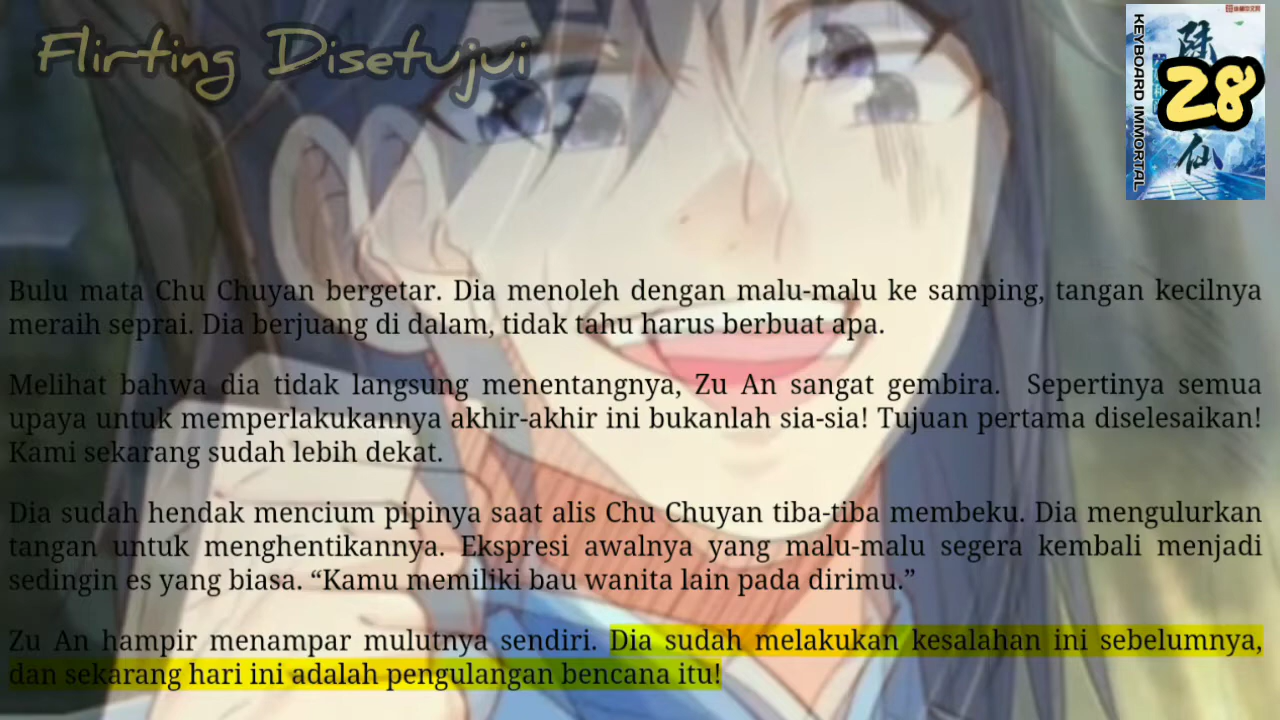 Flirting Disetujui
KEYBOARD IMMORTAL
28
仙
Bulu mata Chu Chuyan bergetar. Dia menoleh dengan malu-malu ke samping, tangan kecilnya
meraih seprai. Dia berjuang di dalam, tidak tahu harus berbuat apa.
Melihat bahwa dia tidak langsung menentangnya, Zu An sangat gembira.  Sepertinya semua
upaya untuk memperlakukannya akhir-akhir ini bukanlah sia-sia! Tujuan pertama diselesaikan!
Kami sekarang sudah lebih dekat.
Dia sudah hendak mencium pipinya saat alis Chu Chuyan tiba-tiba membeku. Dia mengulurkan
tangan untuk menghentikannya. Ekspresi awalnya yang malu-malu segera kembali menjadi
sedingin es yang biasa. “Kamu memiliki bau wanita lain pada dirimu.”
Zu An hampir menampar mulutnya sendiri. Dia sudah melakukan kesalahan ini sebelumnya,
dan sekarang hari ini adalah pengulangan bencana itu!